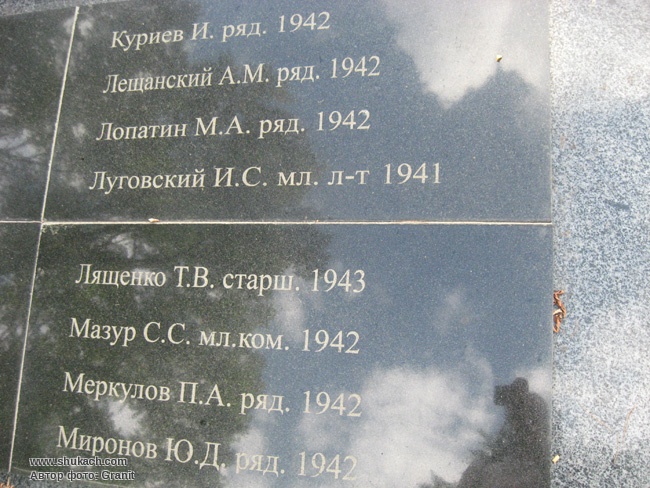 Куриев И. ряд. 1942
Лещанский А.М. ряд. 1942
Лопатин М.А. ряд. 1942
Луговский И.С. мл. л-т 1941
Лященко Т.В. старш. 1943
Мазур С.С. мл.ком. 1942
Меркулов П.А. ряд. 1942
Миронов Ю.Д. ряд. 1942
www.shukach.com
Автор фото: Granit